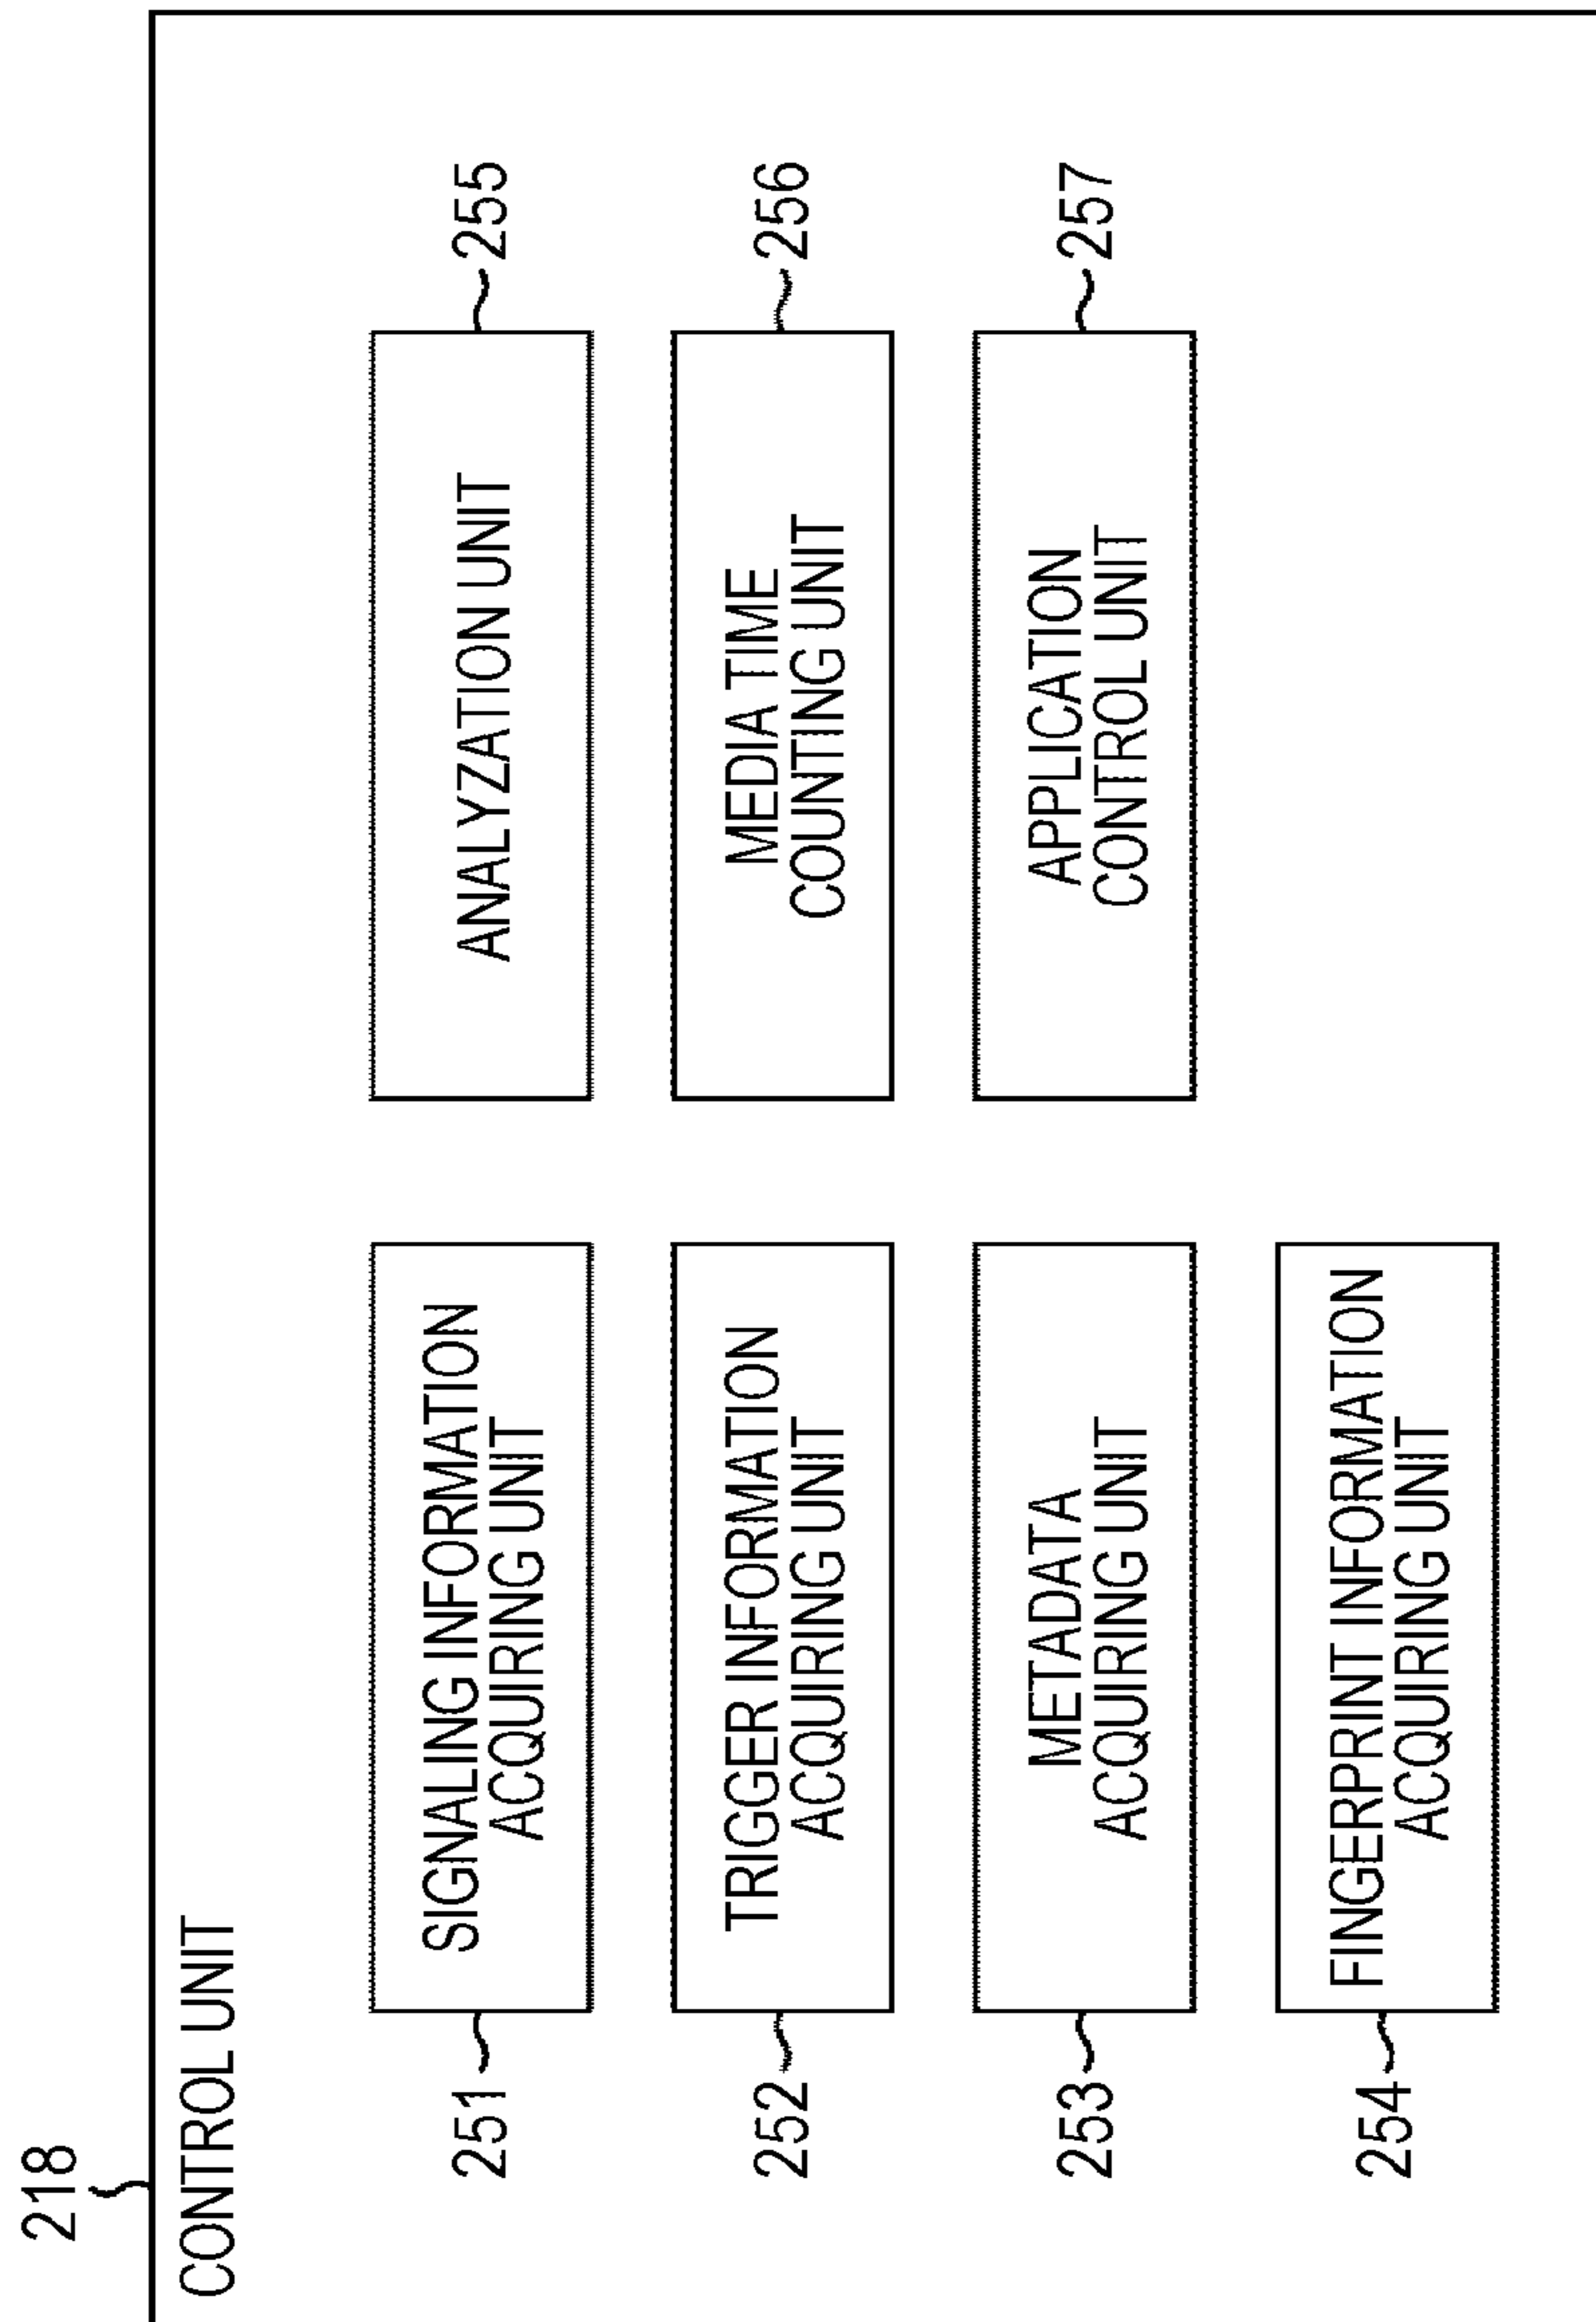 218
CONTROL UNIT
251
SIGNALING INFORMATION
ACQUIRING UNIT
ANALYZATION UNIT
255
252
TRIGGER INFORMATION
ACQUIRING UNIT
MEDIA TIME
COUNTING UNIT
256
253
METADATA
ACQUIRING UNIT
APPLICATION
CONTROL UNIT
257
254
FINGERPRINT INFORMATION
ACQUIRING UNIT